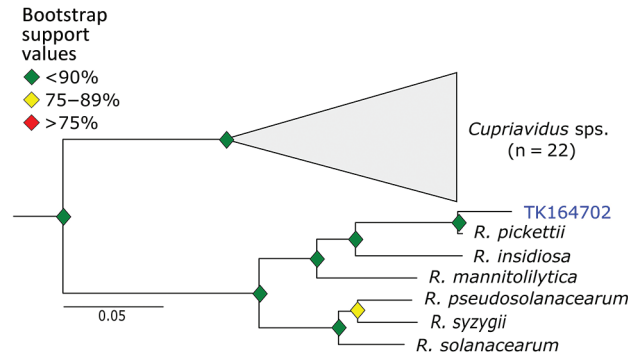 Bootstrap
support
values
<90%
75–89%
>75%
Cupriavidus sps.
(n = 22)
TK164702
R. pickettii
R. insidiosa
R. mannitolilytica
R. pseudosolanacearum
R. syzygii
R. solanacearum
0.05